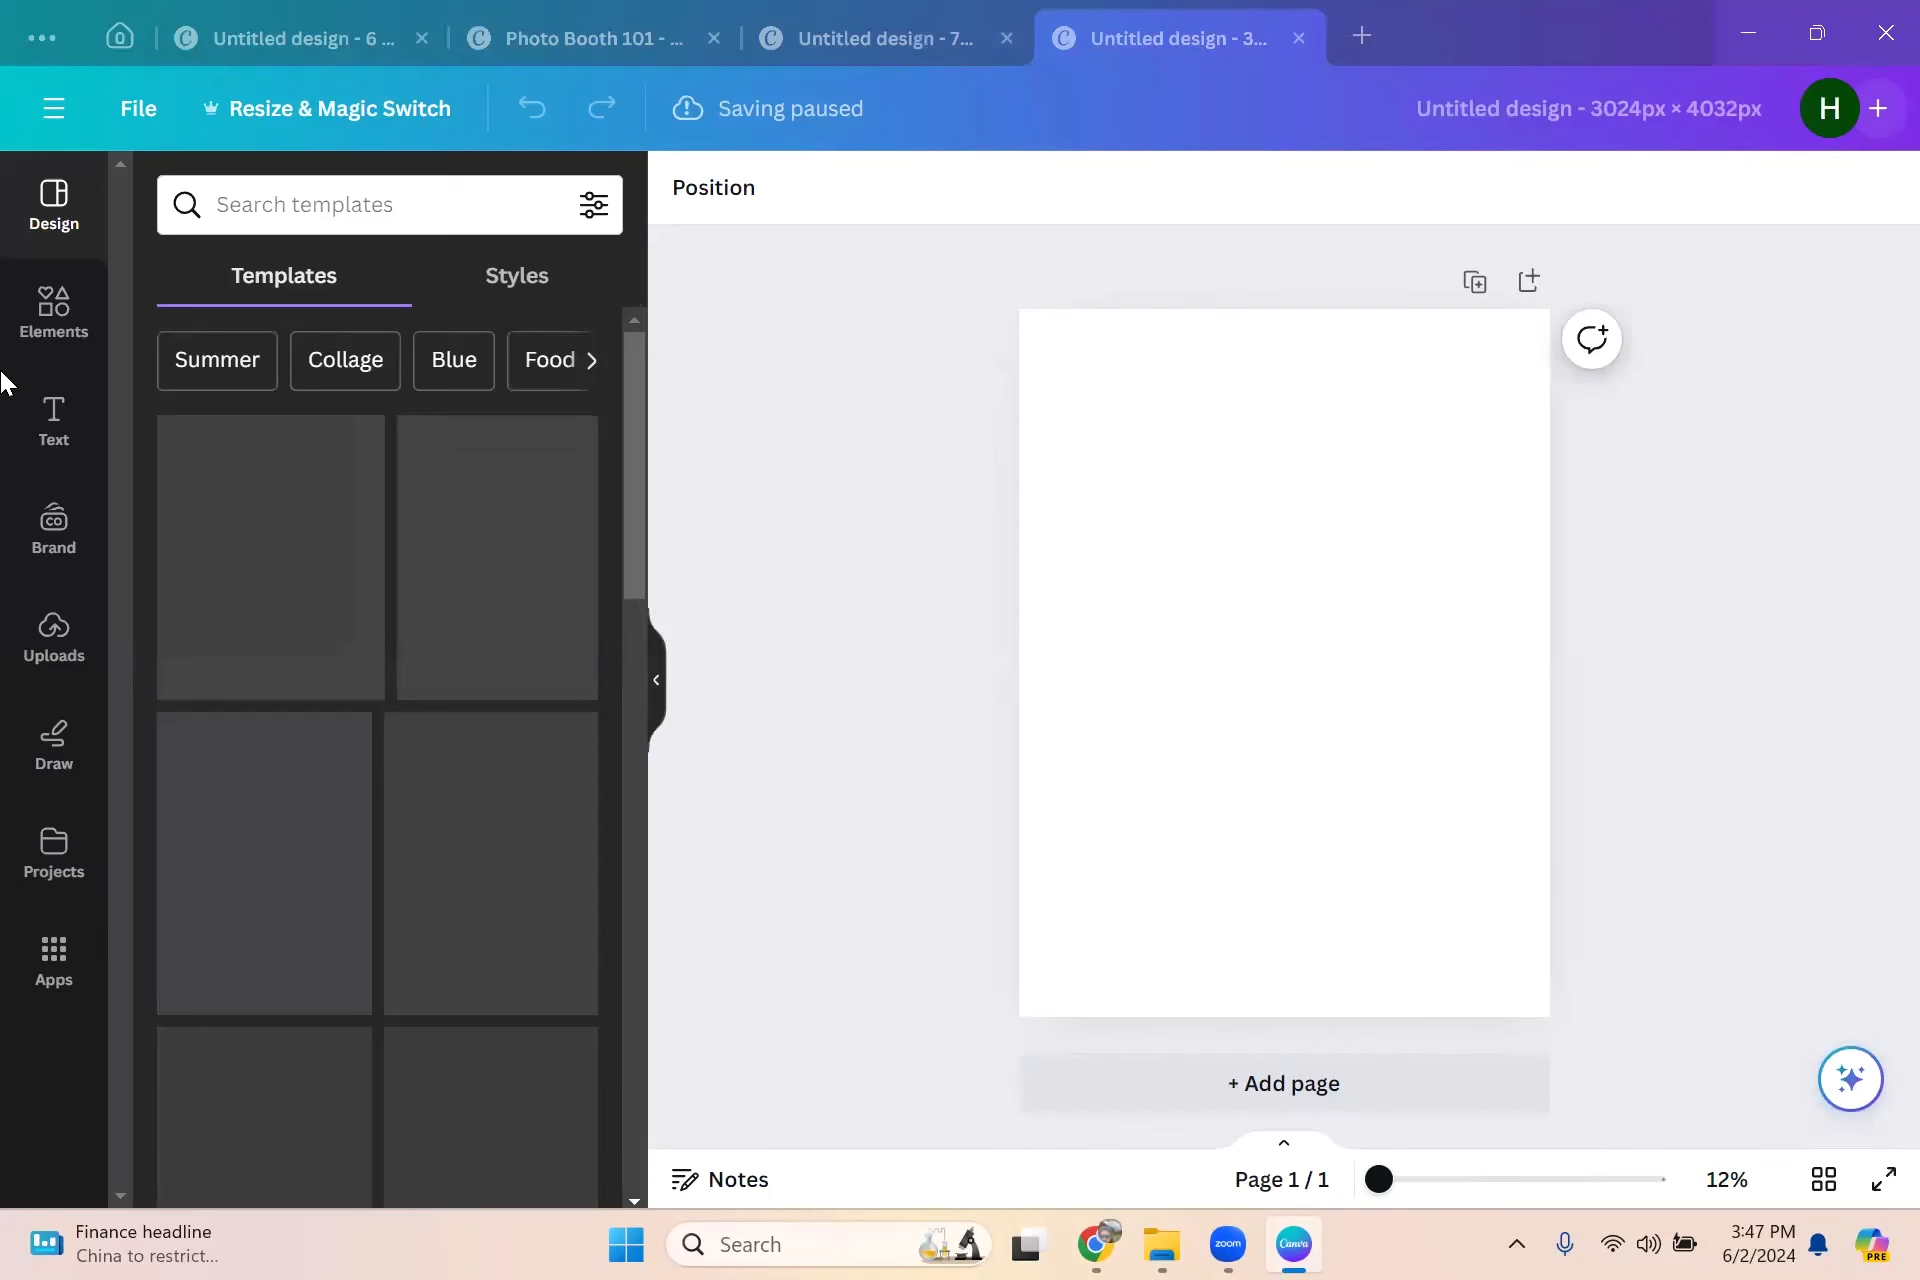 Untitled design - 6 ...
Photo Booth 101 - ...
Untitled design - 7...
Untitled design - 3...
File
Resize & Magic Switch
Saving paused
Untitled design - 3024px × 4032px
H
Design
Elements
Text
Brand
Uploads
Draw
Projects
Apps
Search templates
Templates
Styles
Summer
Collage
Blue
Food
Position
+ Add page
Notes
Page 1 / 1
12%
Finance headline
China to restrict...
Search
zoom
Canva
3:47 PM
6/2/2024
PRE